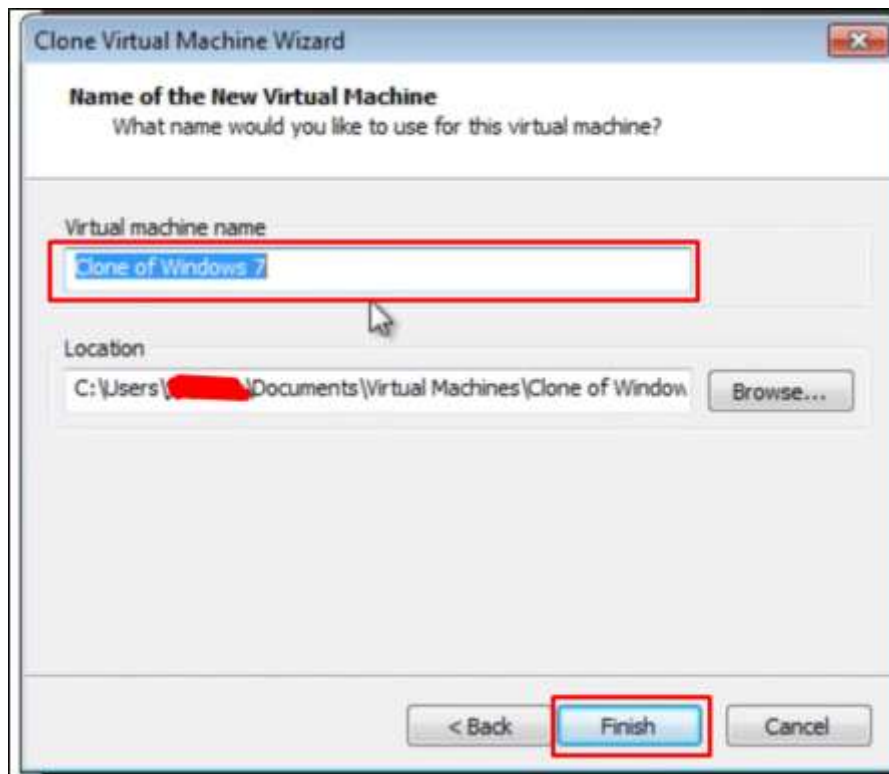 Clone Virtual Machine Wizard
Name of the New Virtual Machine
What name would you like to use for this virtual machine?
Virtual machine name
Clone of Windows 7
Location
C:\Users\ \Documents\Virtual Machines\Clone of Window
Browse...
< Back
Finish
Cancel